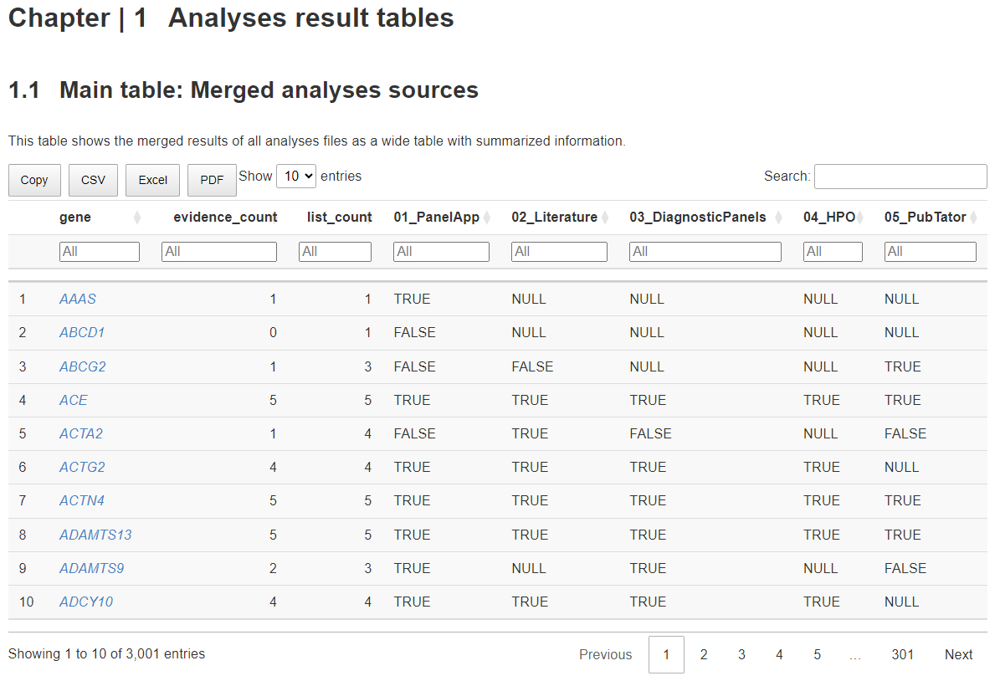 Chapter | 1 Analyses result tables
1.1 Main table: Merged analyses sources
This table shows the merged results of all analyses files as a wide table with summarized information.
Copy CSV Excel PDF Show 10 entries Search:
gene evidence_count list_count 01_PanelApp 02_Literature 03_DiagnosticPanels 04_HPO 05_PubTator
All All All All All All All All
1 AAAS 1 1 TRUE NULL NULL NULL NULL
2 ABCD1 0 1 FALSE NULL NULL NULL NULL
3 ABCG2 1 3 FALSE FALSE NULL NULL TRUE
4 ACE 5 5 TRUE TRUE TRUE TRUE TRUE
5 ACTA2 1 4 FALSE TRUE FALSE NULL FALSE
6 ACTG2 4 4 TRUE TRUE TRUE TRUE NULL
7 ACTN4 5 5 TRUE TRUE TRUE TRUE TRUE
8 ADAMTS13 5 5 TRUE TRUE TRUE TRUE TRUE
9 ADAMTS9 2 3 TRUE NULL TRUE NULL FALSE
10 ADCY10 4 4 TRUE TRUE TRUE TRUE NULL
Showing 1 to 10 of 3,001 entries Previous 1 2 3 4 5 … 301 Next